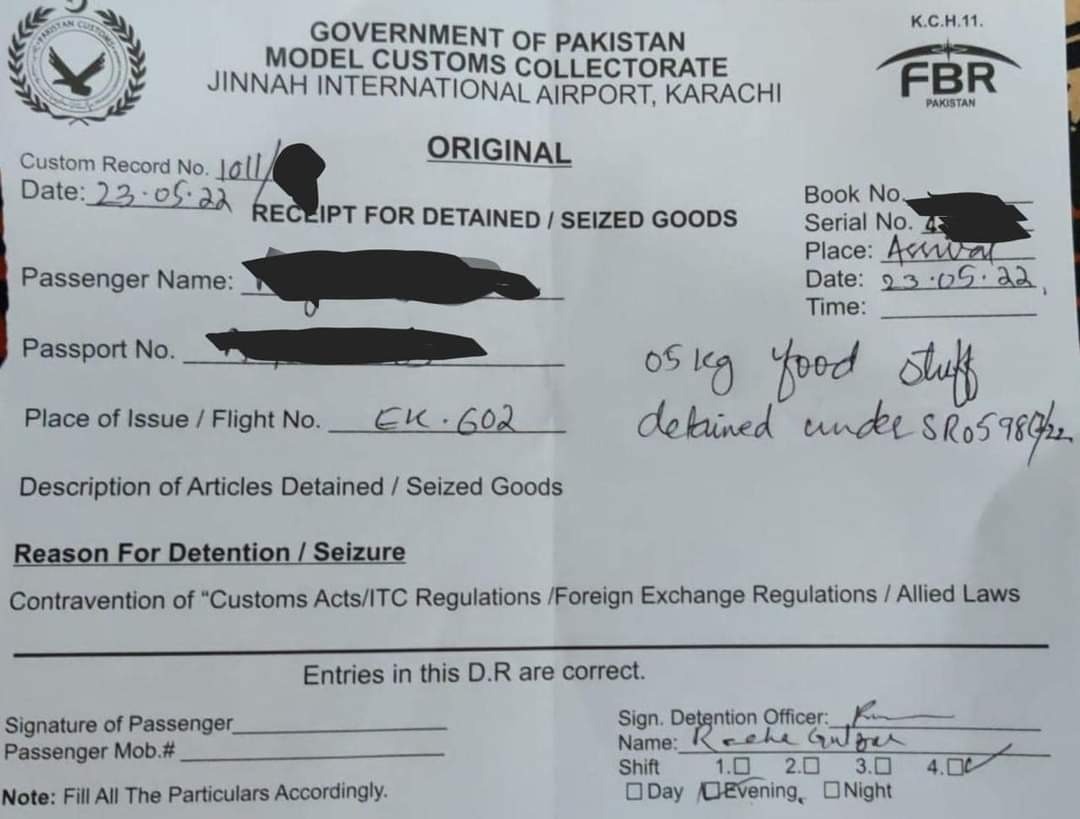 K.C.H.11.
GOVERNMENT OF PAKISTAN
MODEL CUSTOMS COLLECTORATE
JINNAH INTERNATIONAL AIRPORT, KARACHI
PAKISTAN CUSTOMS
FBR
PAKISTAN
ORIGINAL
Custom Record No. 1011/
Date: 23.05.22
RECEIPT FOR DETAINED / SEIZED GOODS
Book No.
Serial No. 4
Place: Arrival
Date: 23.05.22
Time:
Passenger Name:
Passport No.
Place of Issue / Flight No. EK.602
05 kg food stuff
detained under SRO598
Description of Articles Detained / Seized Goods
Reason For Detention / Seizure
Contravention of "Customs Acts/ITC Regulations /Foreign Exchange Regulations / Allied Laws
Entries in this D.R are correct.
Signature of Passenger
Passenger Mob.#
Note: Fill All The Particulars Accordingly.
Sign. Detention Officer:
Name:
Shift 1.☐ 2.☐ 3.☐ 4.☐
☐ Day ☐ Evening ☐ Night